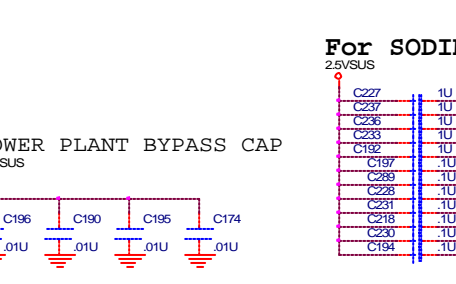 For SODI
2.5VSUS
C227 1U
C237 1U
C236 1U
C233 1U
C192 1U
C197 .1U
C289 .1U
C228 .1U
C231 .1U
C218 .1U
C230 .1U
C194 .1U
OWER PLANT BYPASS CAP
SUS
C196 C190 C195 C174
.01U .01U .01U .01U